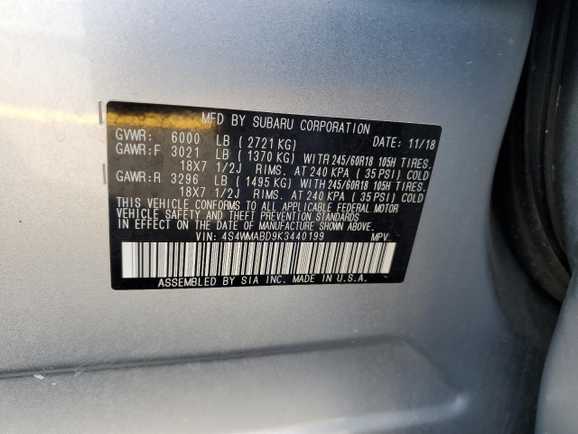 MFD BY SUBARU CORPORATION
GVWR: 6000 LB (2721 KG) DATE: 11/18
GAWR:F 3021 LB (1370 KG) WITH 245/60R18 105H TIRES.
18X7 1/2J RIMS. AT 240 KPA (35 PSI) COLD
GAWR:R 3296 LB (1495 KG) WITH 245/60R18 105H TIRES.
18X7 1/2J RIMS. AT 240 KPA (35 PSI) COLD
THIS VEHICLE CONFORMS TO ALL APPLICABLE FEDERAL MOTOR
VEHICLE SAFETY AND THEFT PREVENTION STANDARDS
IN EFFECT ON THE DATE OF MANUFACTURE SHOWN ABOVE.
VIN: 4S4WMABD9K3440199 MPV
ASSEMBLED BY SIA INC. MADE IN U.S.A.